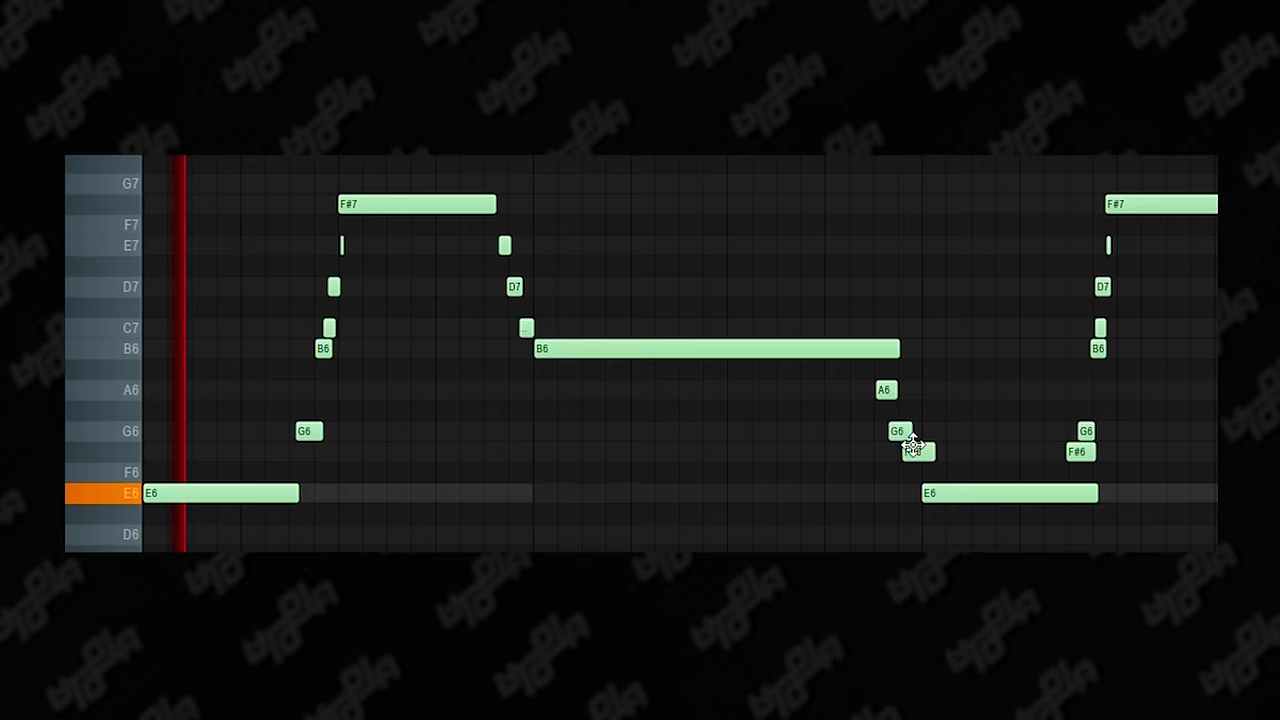 G7
F#7 F#7
F7
E7
D7 D7 D7
C7
B6 B6 B6 B6
A6 A6
G6 G6 G6 G6
F#6
F6
E6 E6 E6
D6